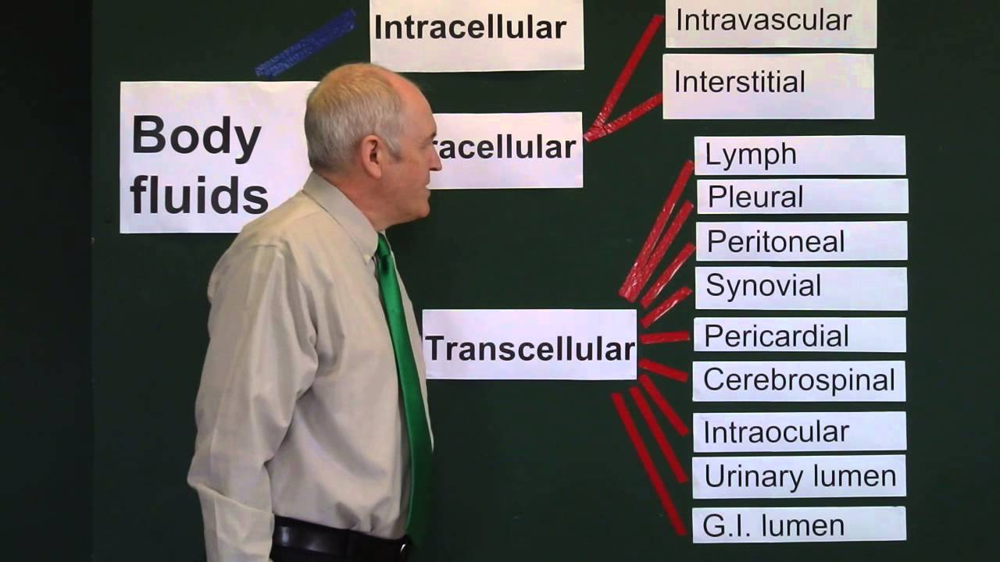 Body
fluids
Intracellular
racellular
Transcellular
Intravascular
Interstitial
Lymph
Pleural
Peritoneal
Synovial
Pericardial
Cerebrospinal
Intraocular
Urinary lumen
G.I. lumen